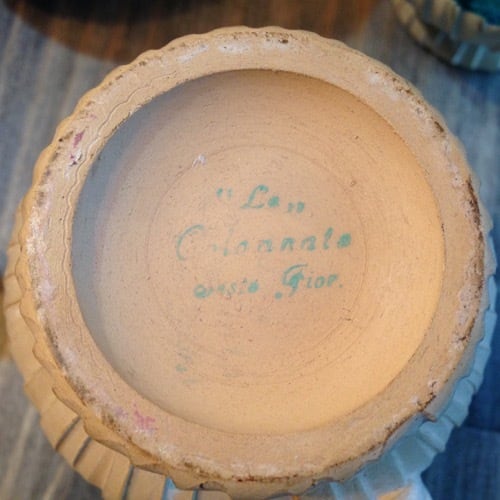 "La"
Colonnata
Sesto Fior.